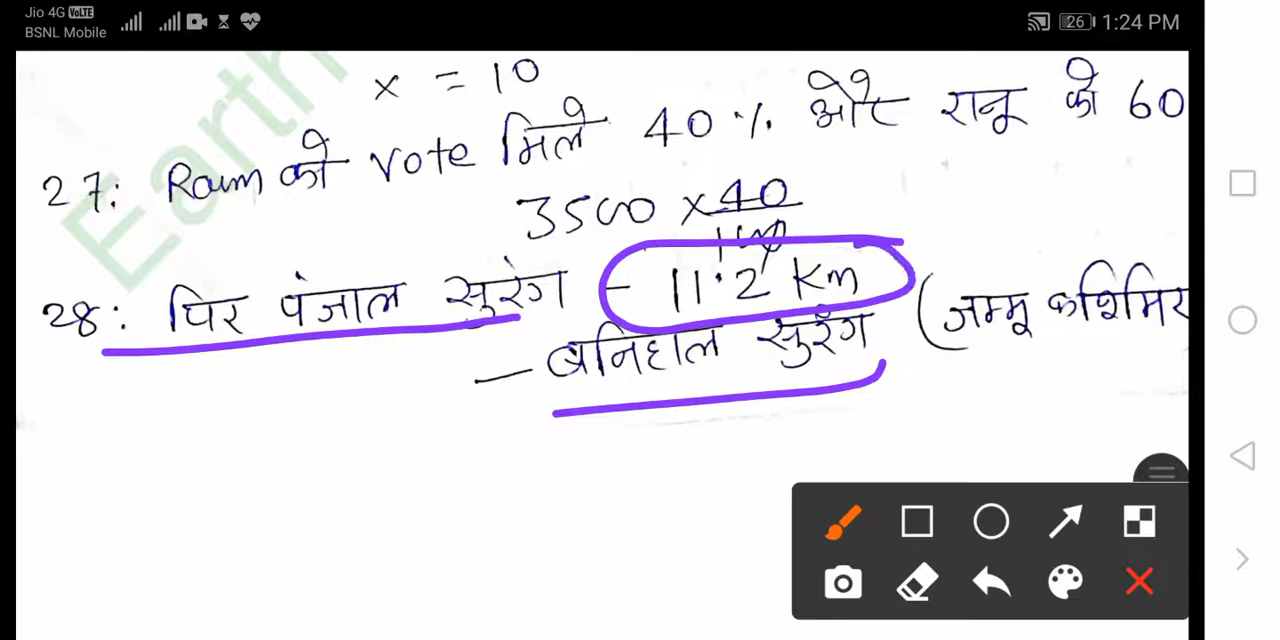 Jio 4G VoLTE
BSNL Mobile
26 1:24 PM
Earth
x = 10
27: Ram को vote मिले 40 % और रानू को 60
3500 × 40
100
28: पिर पंजाल सुरंग - 11.2 Km
- बनिहाल सुरंग (जम्मू कशिमिर